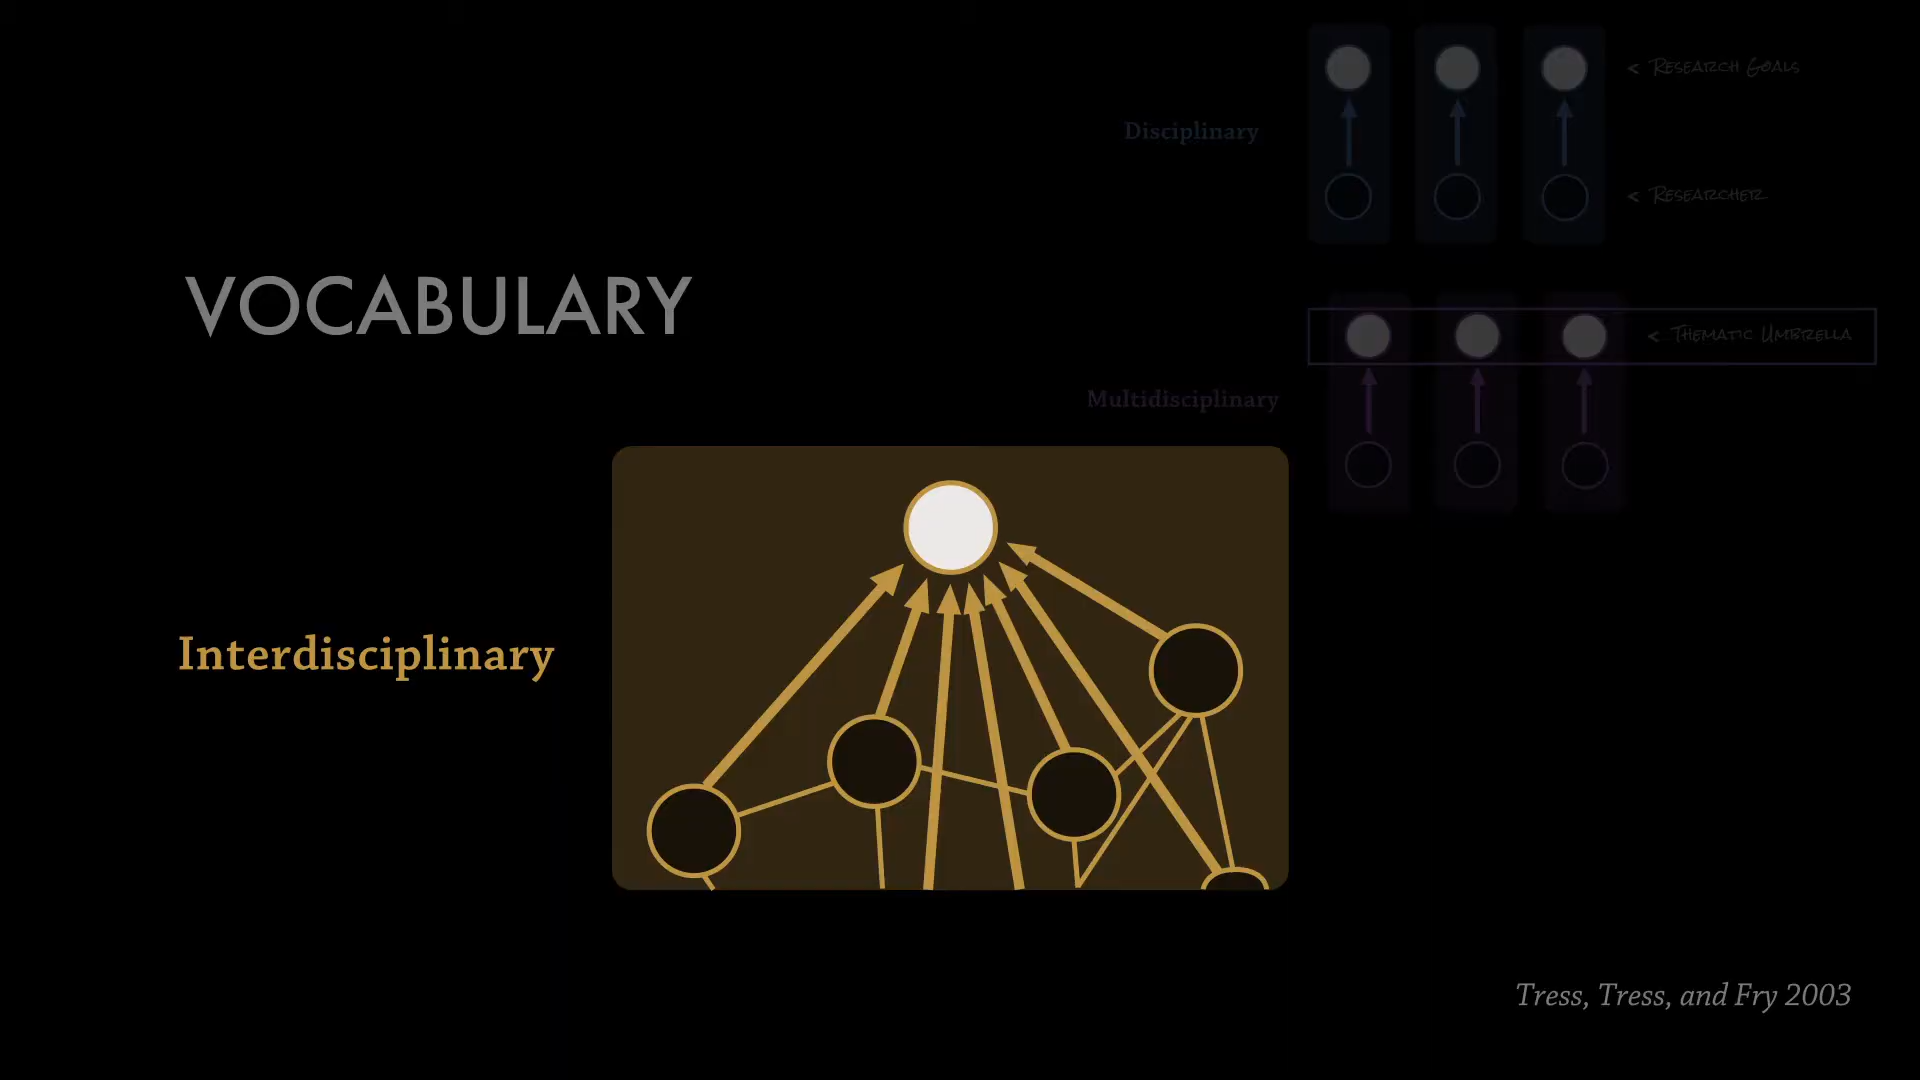 VOCABULARY
Disciplinary
< Research Goals
< Researcher
Multidisciplinary
< Thematic Umbrella
Interdisciplinary
Tress, Tress, and Fry 2003